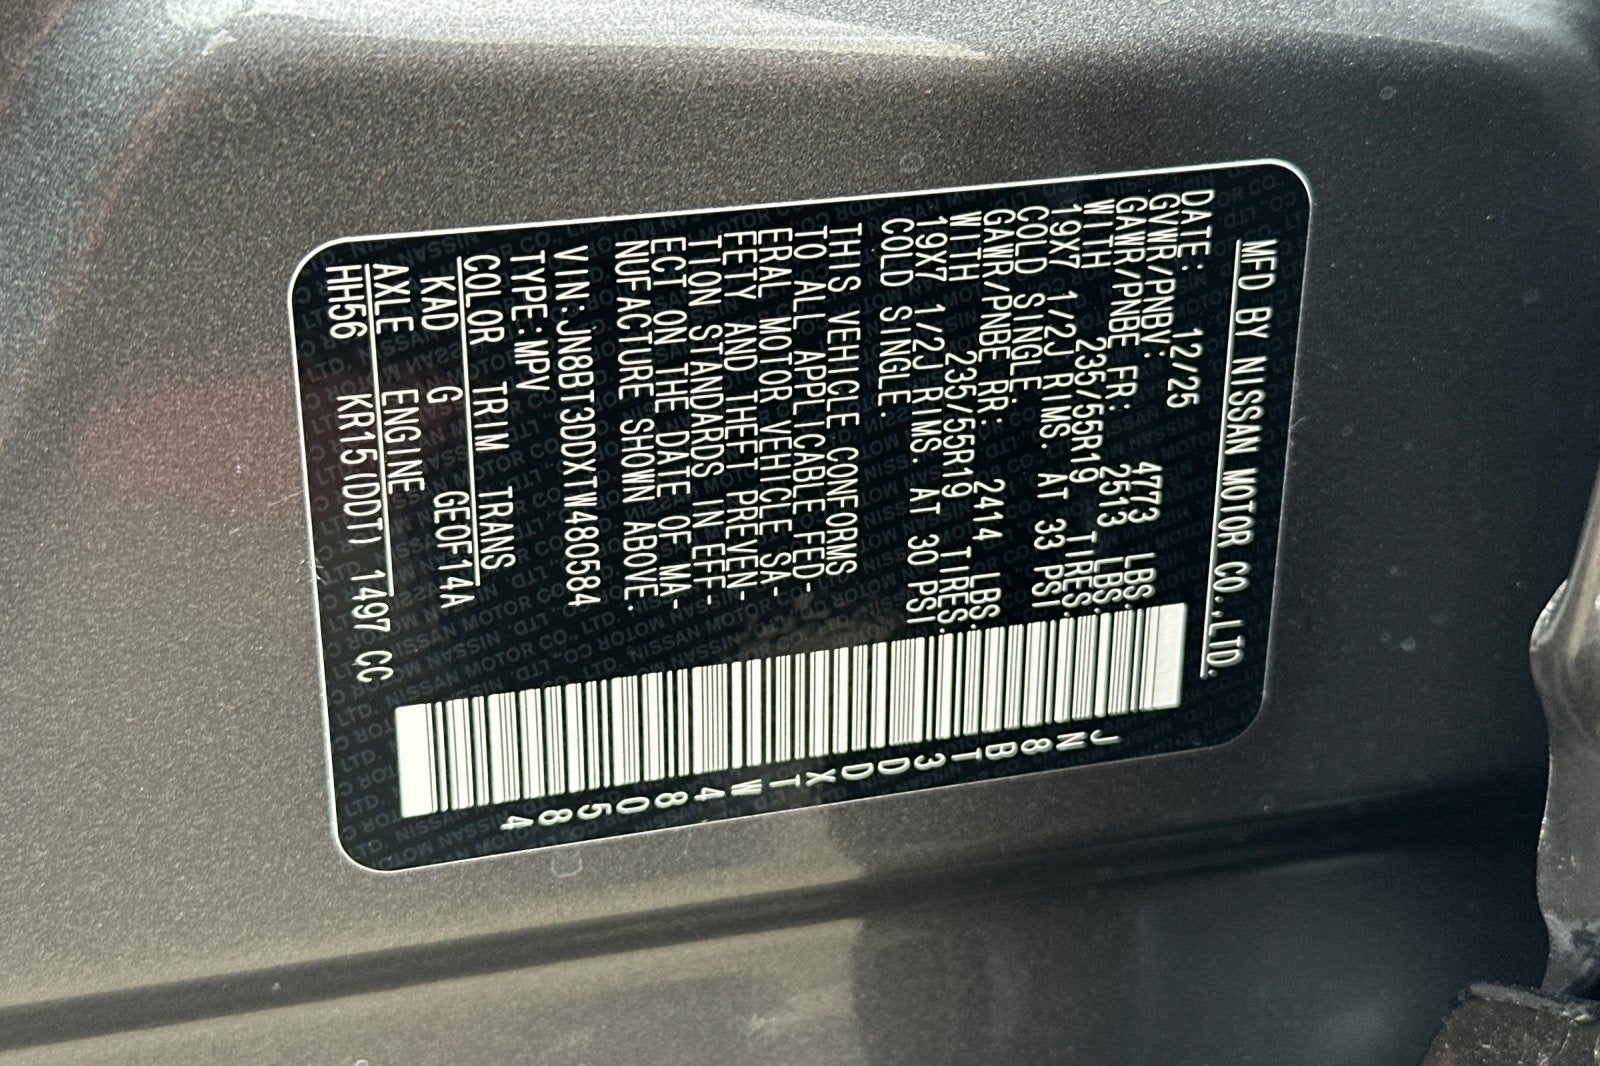 MFD BY NISSAN MOTOR CO.,LTD.
DATE: 12/25
GVWR/PNBV: 4773 LBS.
GAWR/PNBE FR: 2513 LBS.
WITH 235/55R19 TIRES.
19X7 1/2J RIMS. AT 33 PSI
COLD SINGLE.
GAWR/PNBE RR: 2414 LBS.
WITH 235/55R19 TIRES.
19X7 1/2J RIMS. AT 30 PSI
COLD SINGLE.
THIS VEHICLE CONFORMS
TO ALL APPLICABLE FED-
ERAL MOTOR VEHICLE SA-
FETY AND THEFT PREVEN-
TION STANDARDS IN EFF-
ECT ON THE DATE OF MA-
NUFACTURE SHOWN ABOVE.
VIN:JN8BT3DDXTW480584
TYPE:MPV
COLOR TRIM TRANS
KAD G GE0F14A
AXLE ENGINE
HH56 KR15(DDT) 1497 CC
JN8BT3DDXTW480584